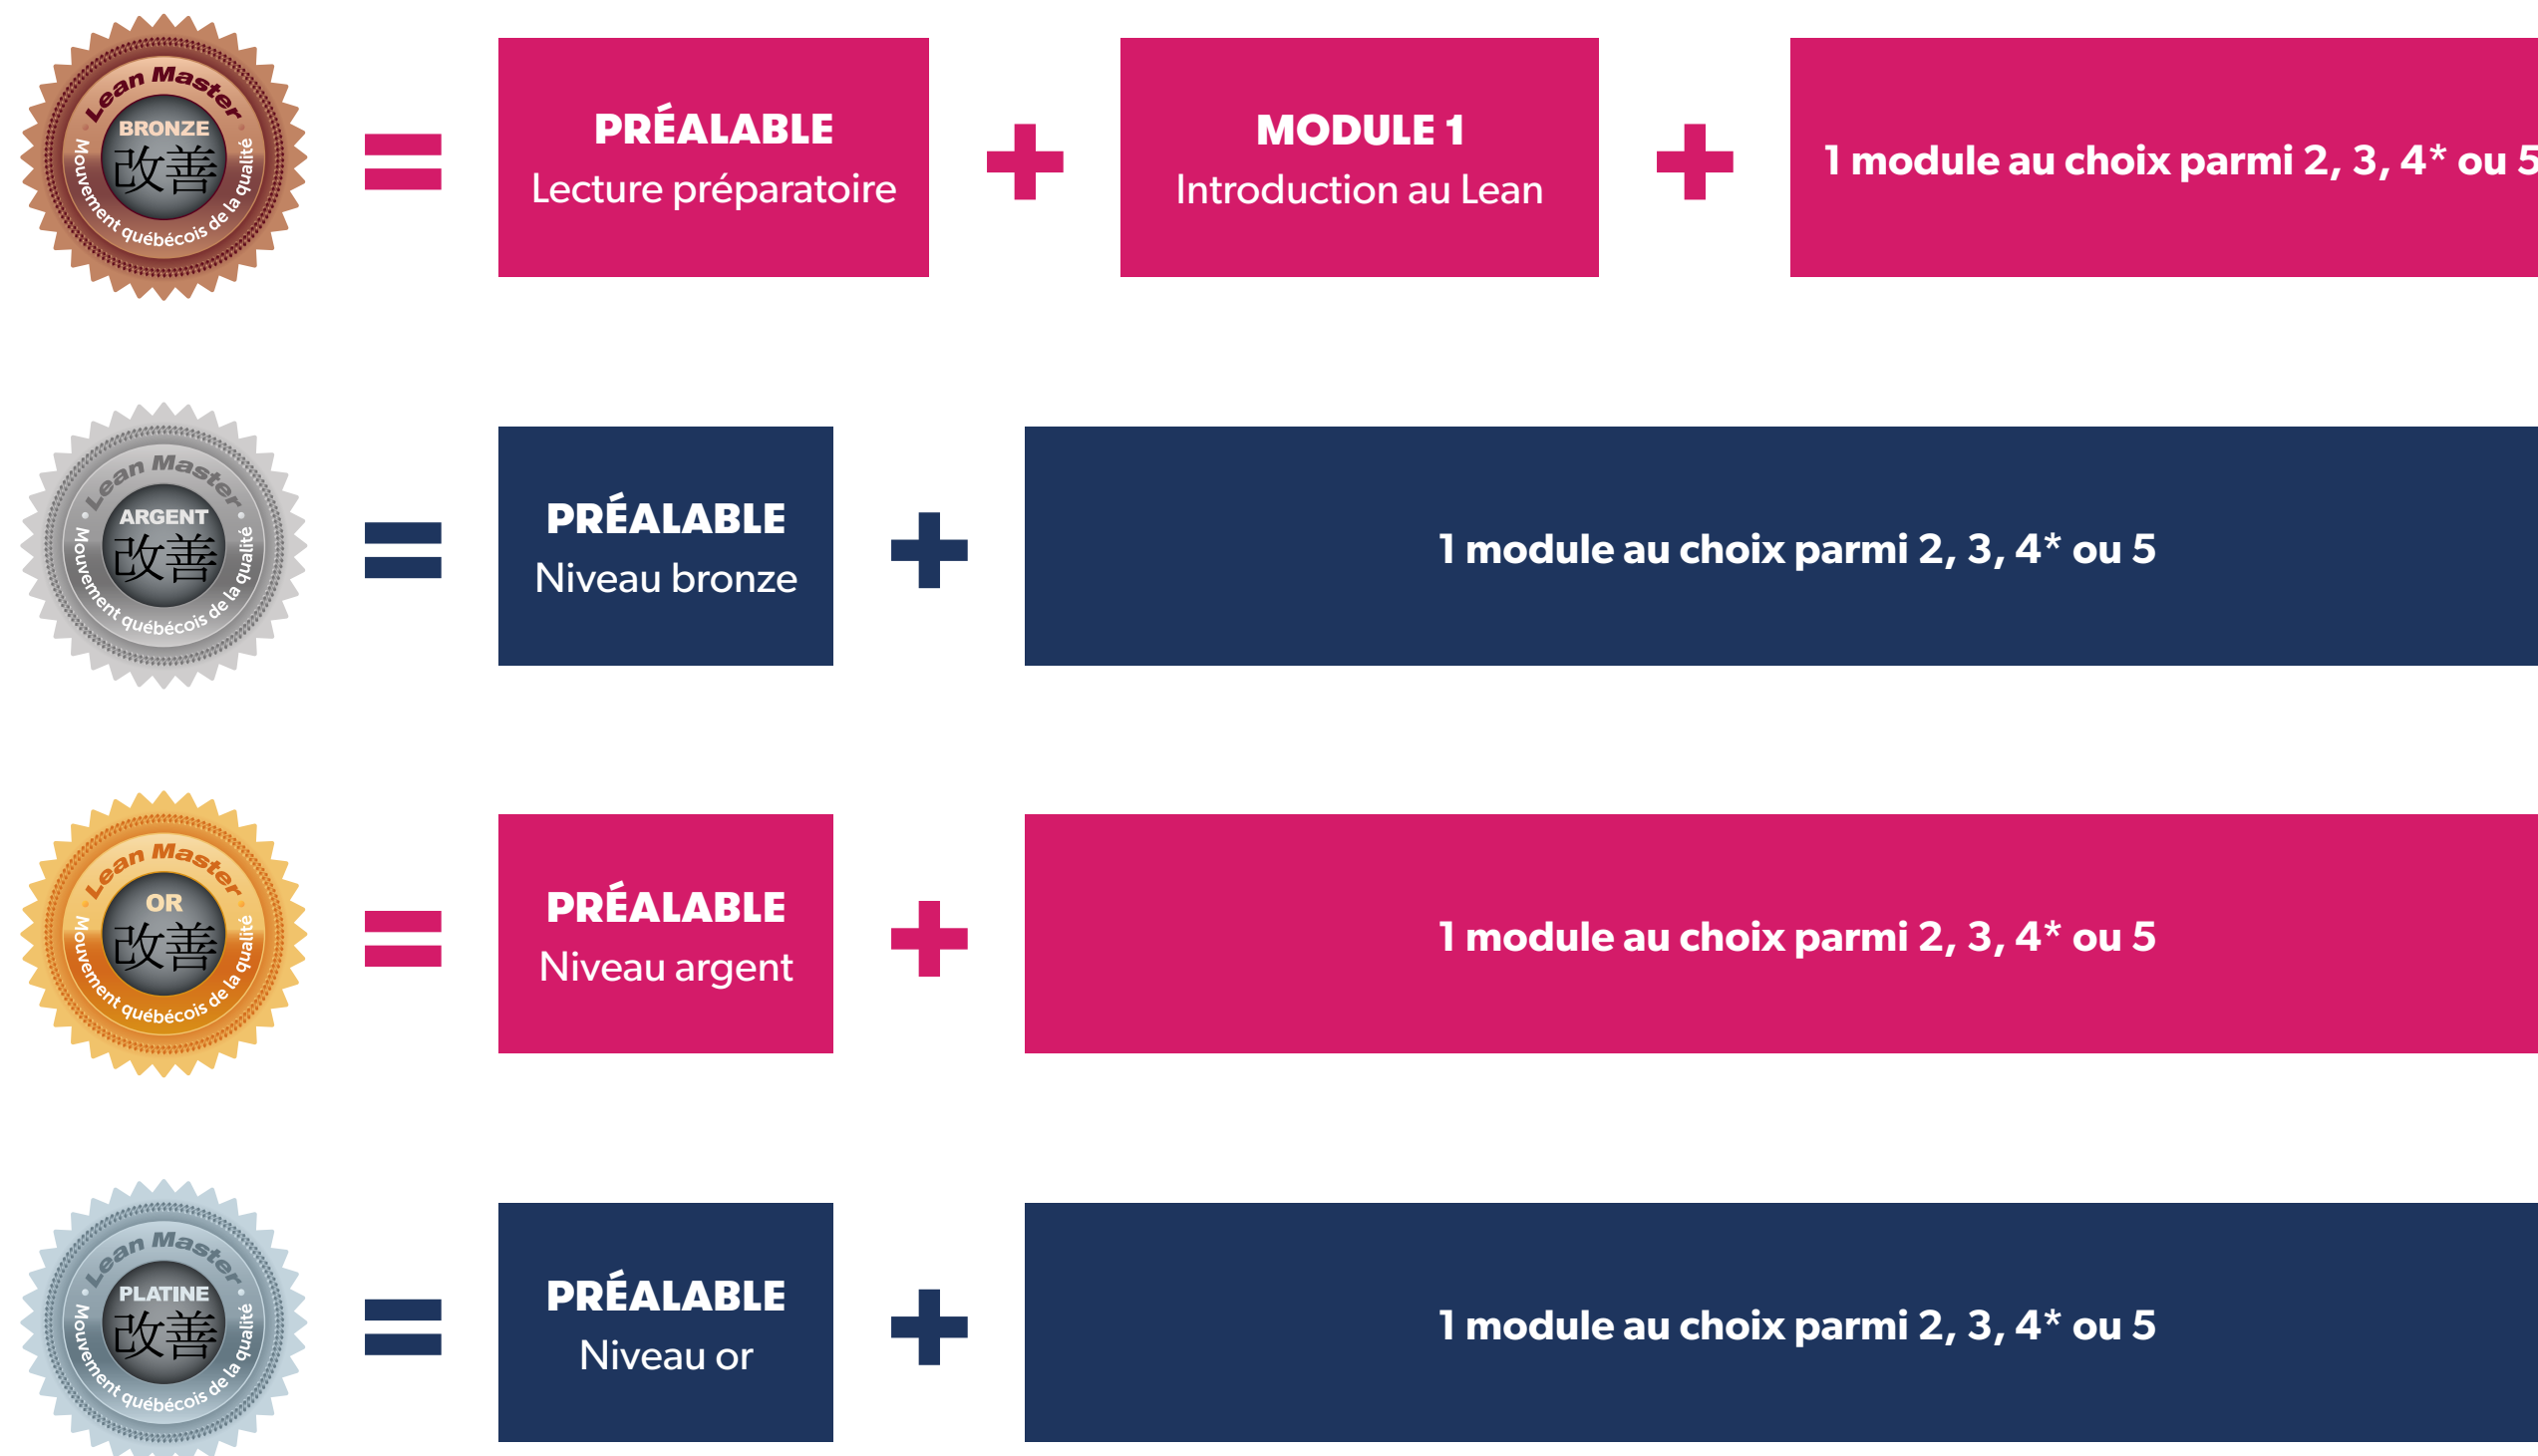 Lean Master
BRONZE
改善
Mouvement québécois de la qualité
PRÉALABLE
Lecture préparatoire
MODULE 1
Introduction au Lean
1 module au choix parmi 2, 3, 4* ou 5
Lean Master
ARGENT
改善
Mouvement québécois de la qualité
PRÉALABLE
Niveau bronze
1 module au choix parmi 2, 3, 4* ou 5
Lean Master
OR
改善
Mouvement québécois de la qualité
PRÉALABLE
Niveau argent
1 module au choix parmi 2, 3, 4* ou 5
Lean Master
PLATINE
改善
Mouvement québécois de la qualité
PRÉALABLE
Niveau or
1 module au choix parmi 2, 3, 4* ou 5